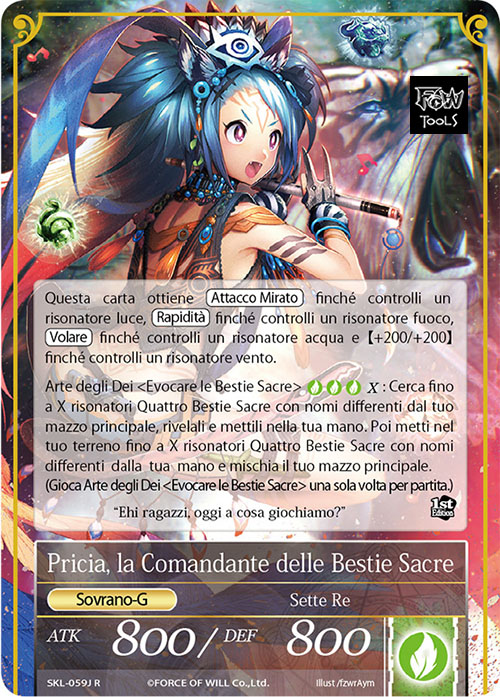 FoW
TooLS
Questa carta ottiene Attacco Mirato finché controlli un
risonatore luce, Rapidità finché controlli un risonatore fuoco,
Volare finché controlli un risonatore acqua e 【+200/+200】
finché controlli un risonatore vento.
Arte degli Dei <Evocare le Bestie Sacre> X : Cerca fino
a X risonatori Quattro Bestie Sacre con nomi differenti dal tuo
mazzo principale, rivelali e mettili nella tua mano. Poi metti nel
tuo terreno fino a X risonatori Quattro Bestie Sacre con nomi
differenti dalla tua mano e mischia il tuo mazzo principale.
(Gioca Arte degli Dei <Evocare le Bestie Sacre> una sola volta per partita.)
"Ehi ragazzi, oggi a cosa giochiamo?"
1st
Edition
Pricia, la Comandante delle Bestie Sacre
Sovrano-G Sette Re
ATK 800 / DEF 800
SKL-059J R ©FORCE OF WILL Co.,Ltd. Illust /fzwrAym